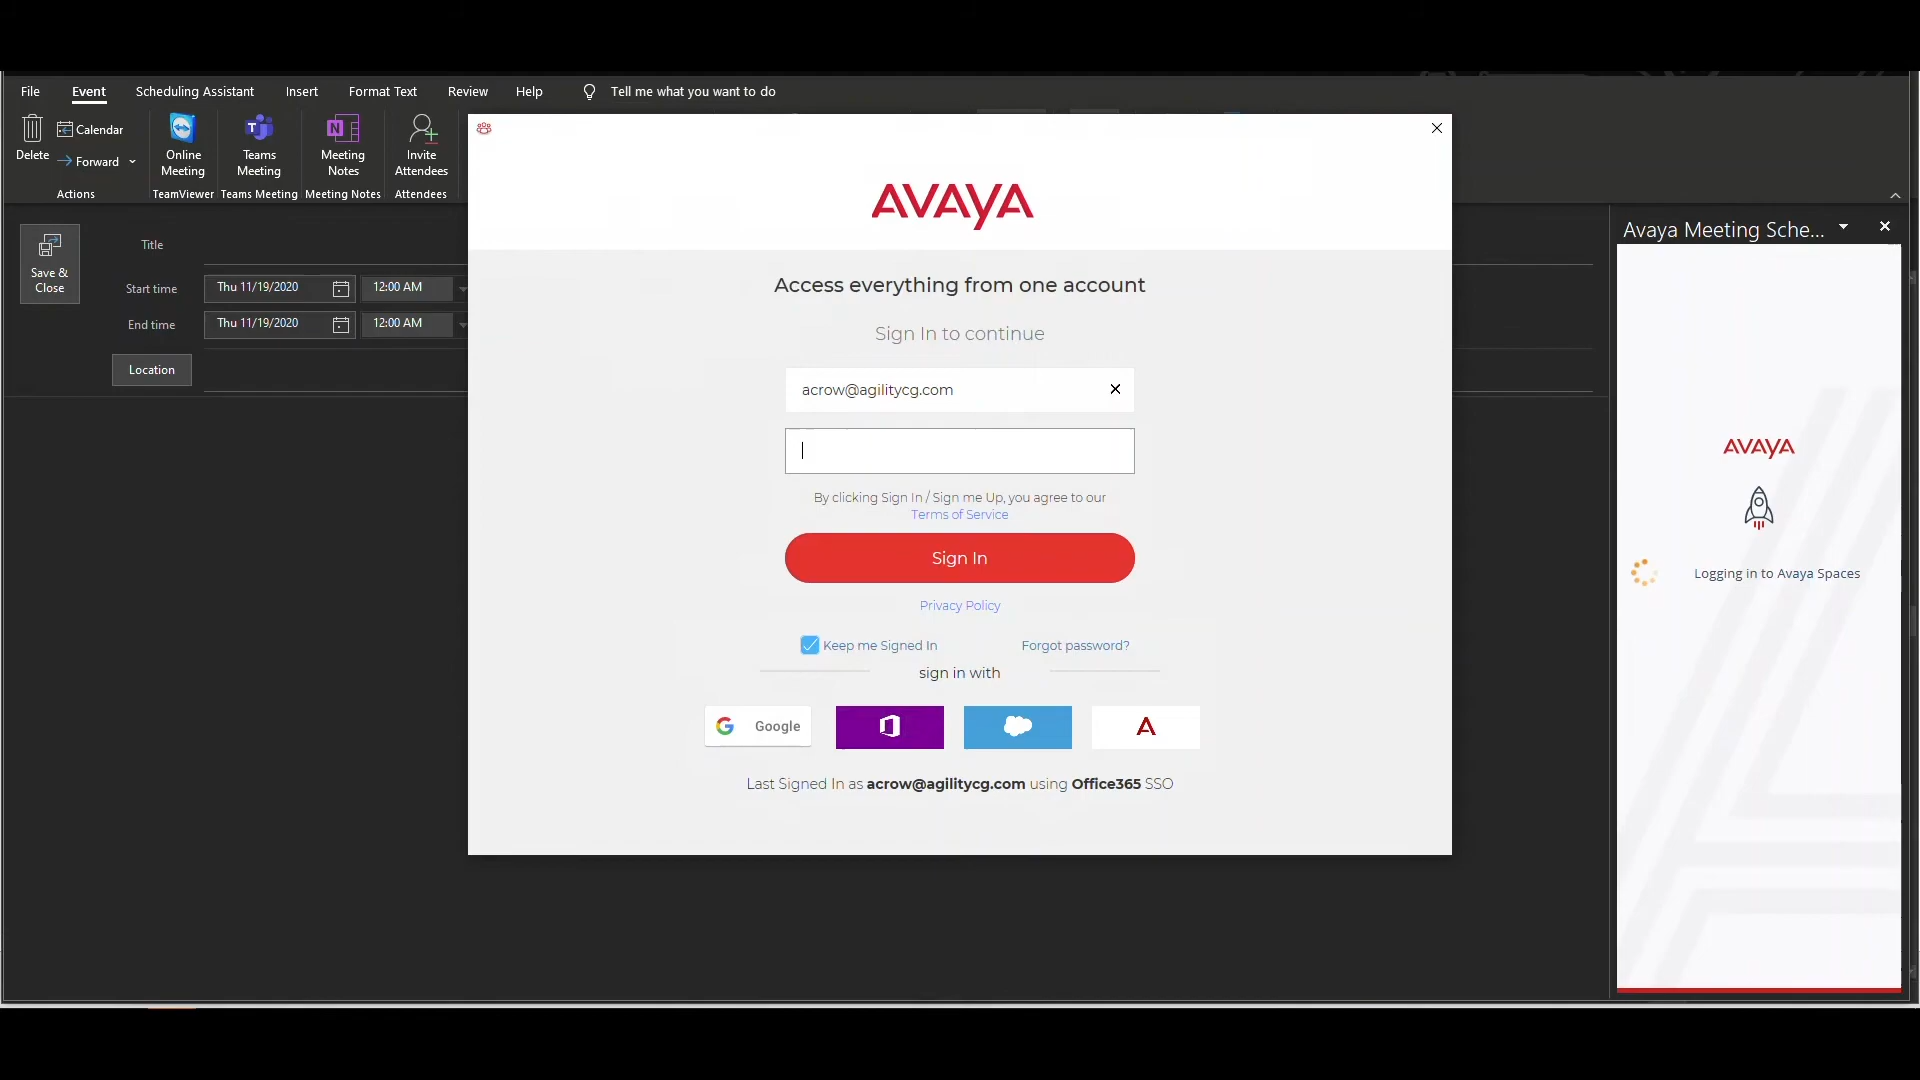 File Event Scheduling Assistant Insert Format Text Review Help Tell me what you want to do
Delete
Calendar
Forward
Online Meeting
Teams Meeting
Meeting Notes
Invite Attendees
Actions TeamViewer Teams Meeting Meeting Notes Attendees
Save & Close
Title
Start time Thu 11/19/2020 12:00 AM
End time Thu 11/19/2020 12:00 AM
Location
AVAYA
Access everything from one account
Sign In to continue
acrow@agilitycg.com
By clicking Sign In / Sign me Up, you agree to our
Terms of Service
Sign In
Privacy Policy
Keep me Signed In Forgot password?
sign in with
Google
Last Signed In as acrow@agilitycg.com using Office365 SSO
Avaya Meeting Sche...
AVAYA
Logging in to Avaya Spaces